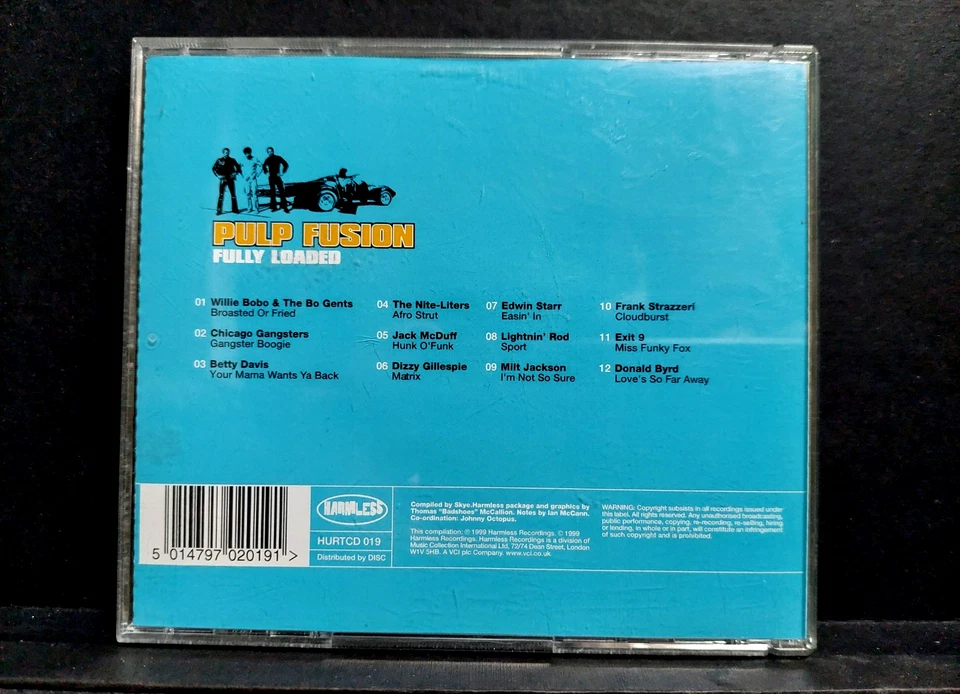 PULP FUSION
FULLY LOADED
01 Willie Bobo & The Bo Gents
Broasted Or Fried
02 Chicago Gangsters
Gangster Boogie
03 Betty Davis
Your Mama Wants Ya Back
04 The Nite-Liters
Afro Strut
05 Jack McDuff
Hunk O'Funk
06 Dizzy Gillespie
Matrix
07 Edwin Starr
Easin' In
08 Lightnin' Rod
Sport
09 Milt Jackson
I'm Not So Sure
10 Frank Strazzeri
Cloudburst
11 Exit 9
Miss Funky Fox
12 Donald Byrd
Love's So Far Away
5 014797 020191 >
HARMLESS
HURTCD 019
Distributed by DISC
Compiled by Skye.Harmless package and graphics by
Thomas "Badshoes" McCallion. Notes by Ian McCann.
Co-ordination: Johnny Octopus.
This compilation: ℗ 1999 Harmless Recordings. © 1999
Harmless Recordings. Harmless Recordings is a division of
Music Collection International Ltd, 72/74 Dean Street, London
W1V 5HB. A VCI plc Company. www.vci.co.uk
WARNING: Copyright subsists in all recordings issued under
this label. All rights reserved. Any unauthorised broadcasting,
public performance, copying, re-recording, re-selling, hiring
or lending, in whole or in part, will constitute an infringement
of such copyright and is prohibited.